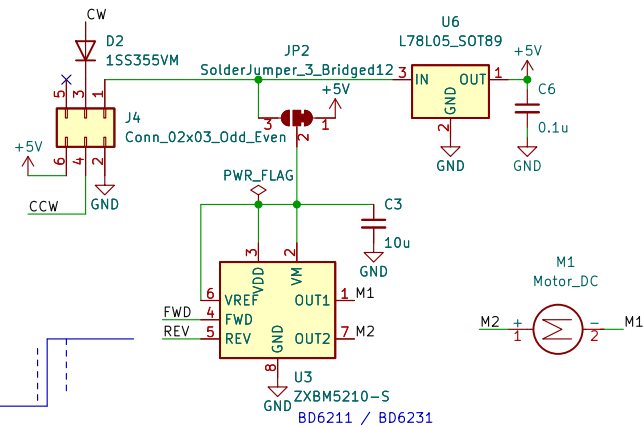 CW
D2
1SS355VM
5
3
1
J4
Conn_02x03_Odd_Even
6
4
2
+5V
CCW
GND
JP2
SolderJumper_3_Bridged12
3
1
2
+5V
U6
L78L05_SOT89
3
IN
OUT
1
GND
2
GND
+5V
C6
0.1u
GND
PWR_FLAG
C3
10u
GND
3
2
VDD
VM
6
VREF
OUT1
1
M1
FWD
4
FWD
REV
5
REV
OUT2
7
M2
GND
8
GND
U3
ZXBM5210-S
BD6211 / BD6231
M1
Motor_DC
M2
+
1
-
2
M1